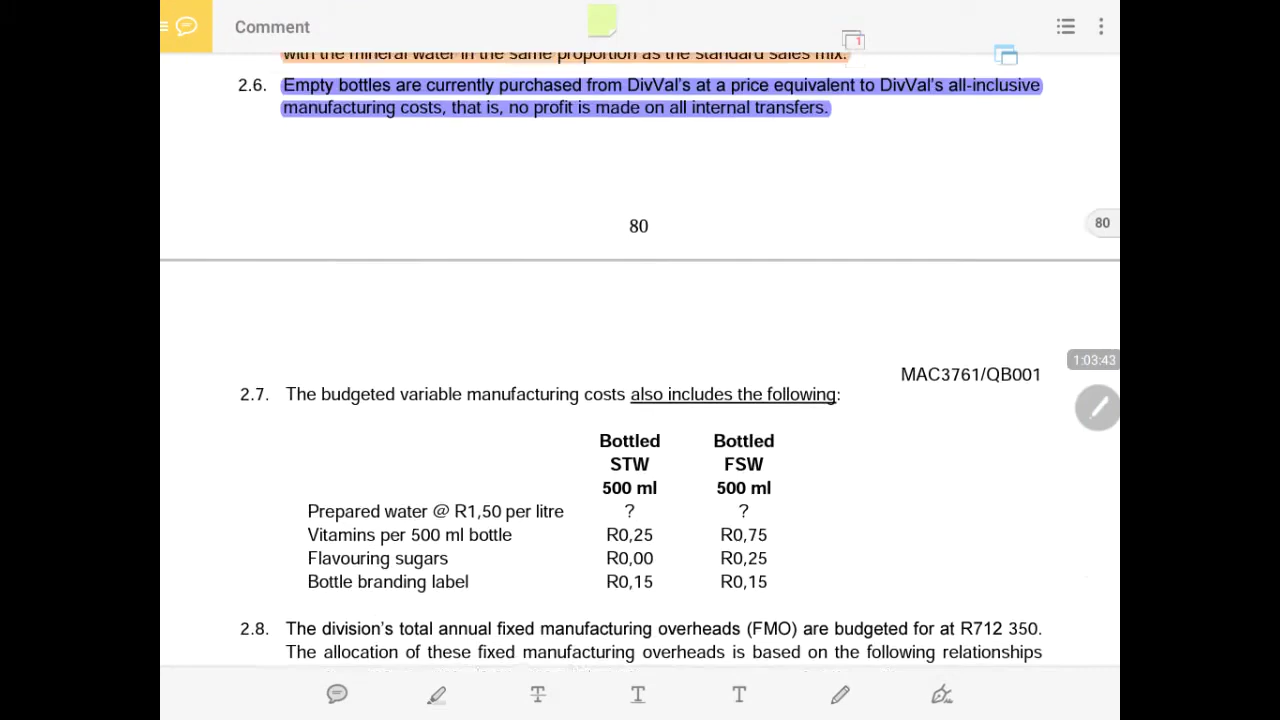 Comment
1
with the mineral water in the same proportion as the standard sales mix.
2.6. Empty bottles are currently purchased from DivVal's at a price equivalent to DivVal's all-inclusive
manufacturing costs, that is, no profit is made on all internal transfers.
80
80
1:03:43
MAC3761/QB001
2.7. The budgeted variable manufacturing costs also includes the following:
Bottled Bottled
STW FSW
500 ml 500 ml
Prepared water @ R1,50 per litre ? ?
Vitamins per 500 ml bottle R0,25 R0,75
Flavouring sugars R0,00 R0,25
Bottle branding label R0,15 R0,15
2.8. The division's total annual fixed manufacturing overheads (FMO) are budgeted for at R712 350.
The allocation of these fixed manufacturing overheads is based on the following relationships
T T T